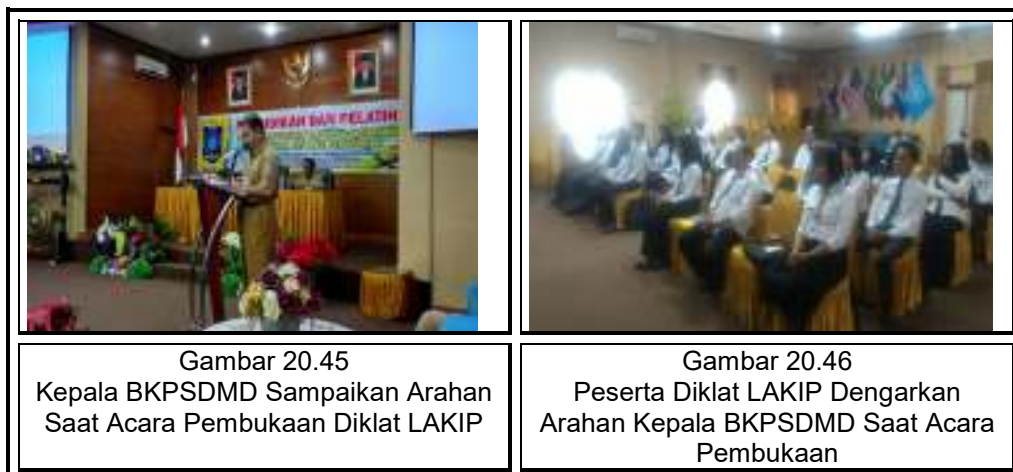 DAN
Gambar 20.45
Kepala BKPSDMD Sampaikan Arahan
Saat Acara Pembukaan Diklat LAKIP
Gambar 20.46
Peserta Diklat LAKIP Dengarkan
Arahan Kepala BKPSDMD Saat Acara
Pembukaan